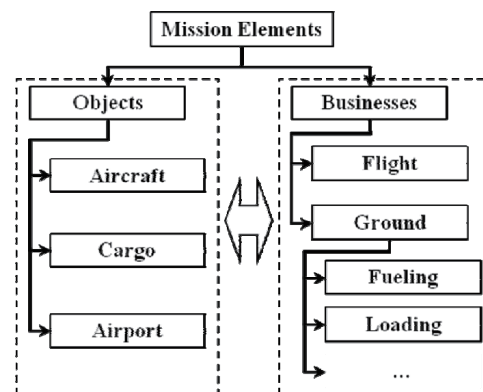 Mission Elements
Objects
Aircraft
Cargo
Airport
Businesses
Flight
Ground
Fueling
Loading
...